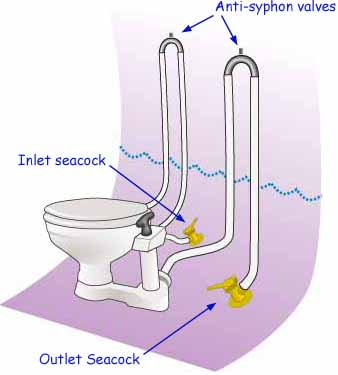 Anti-syphon valves
Inlet seacock
Outlet Seacock